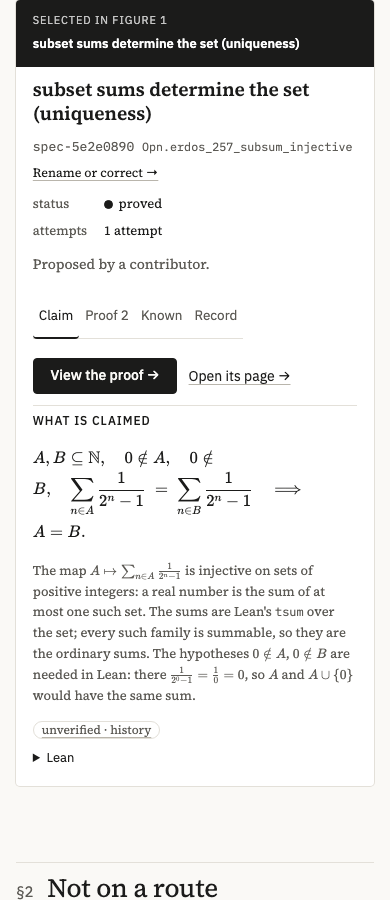 SELECTED IN FIGURE 1
subset sums determine the set (uniqueness)
subset sums determine the set
(uniqueness)
spec-5e2e0890 Opn.erdos_257_subsum_injective
Rename or correct →
status ● proved
attempts 1 attempt
Proposed by a contributor.
Claim Proof 2 Known Record
View the proof → Open its page →
WHAT IS CLAIMED
A, B ⊆ ℕ, 0 ∉ A, 0 ∉
B, ∑_{n∈A} 1/(2ⁿ − 1) = ∑_{n∈B} 1/(2ⁿ − 1) ⟹
A = B.
The map A ↦ ∑_{n∈A} 1/(2ⁿ−1) is injective on sets of
positive integers: a real number is the sum of at
most one such set. The sums are Lean's tsum over
the set; every such family is summable, so they are
the ordinary sums. The hypotheses 0 ∉ A, 0 ∉ B are
needed in Lean: there 1/(2⁰−1) = 1/0 = 0, so A and A ∪ {0}
would have the same sum.
unverified · history
▶ Lean
§2 Not on a route